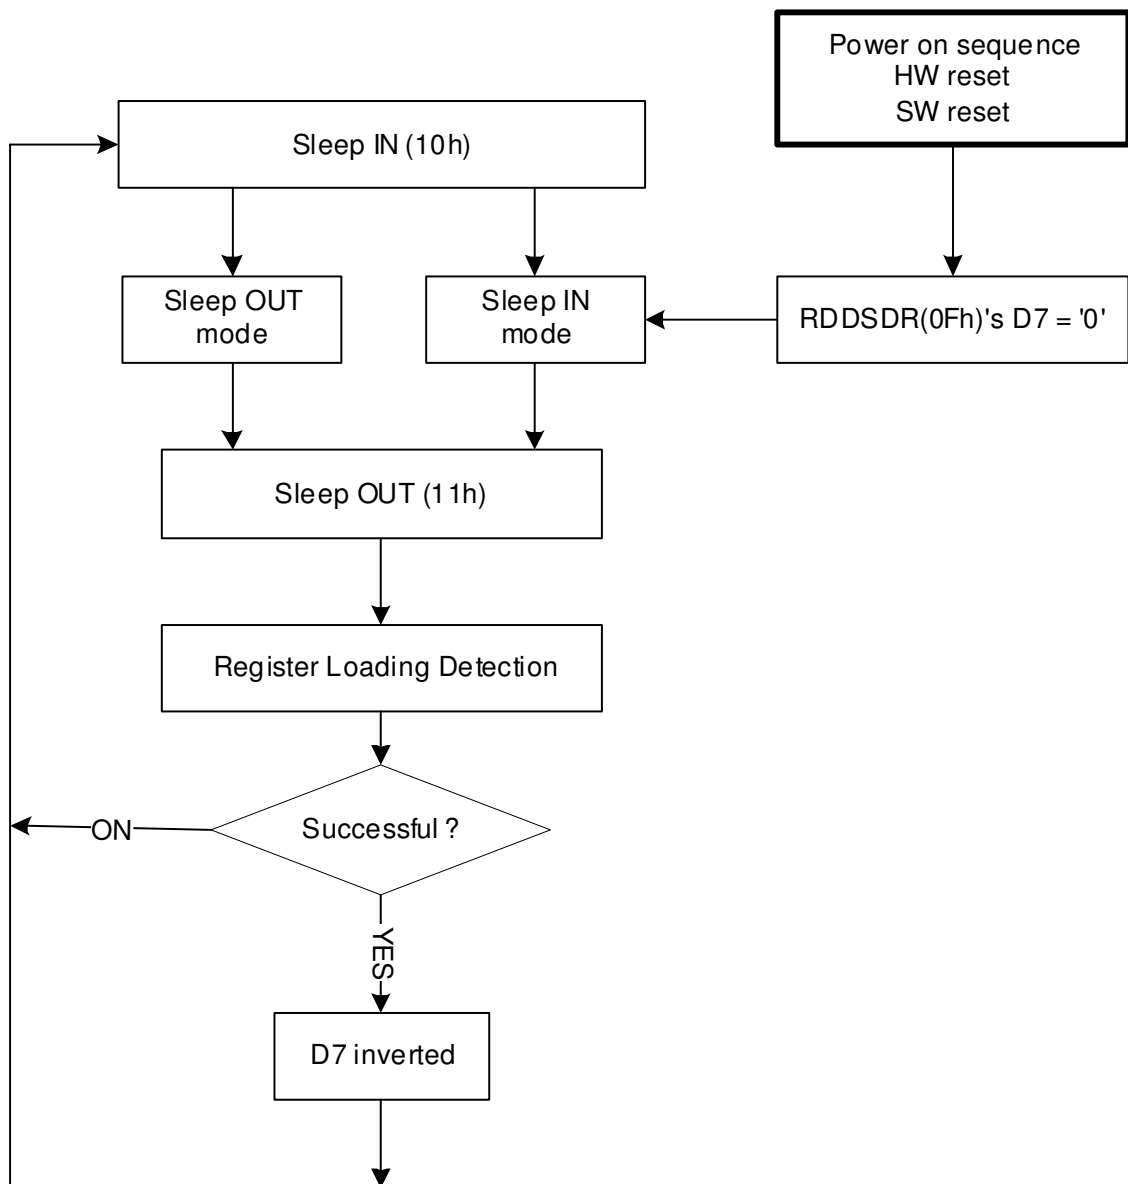 Power on sequence
HW reset
SW reset
Sleep IN (10h)
Sleep OUT
mode
Sleep IN
mode
RDDSDR(0Fh)'s D7 = '0'
Sleep OUT (11h)
Register Loading Detection
Successful ?
ON
YES
D7 inverted